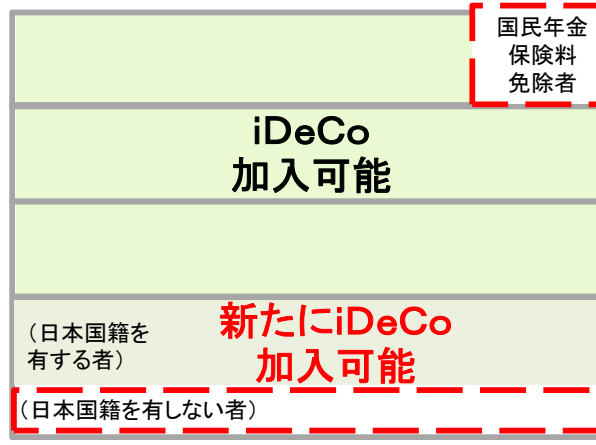 国民年金
保険料
免除者
iDeCo
加入可能
新たにiDeCo
加入可能
（日本国籍を
有する者）
（日本国籍を有しない者）